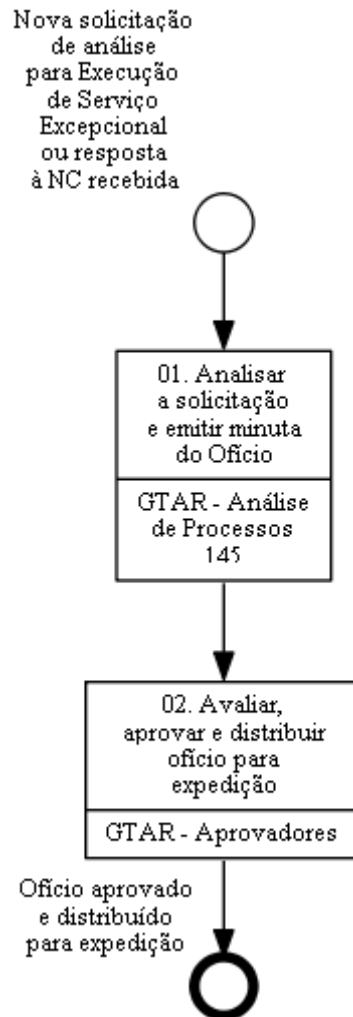 Nova solicitação
de análise
para Execução
de Serviço
Excepcional
ou resposta
à NC recebida
01. Analisar
a solicitação
e emitir minuta
do Ofício
GTAR - Análise
de Processos
145
02. Avaliar,
aprovar e distribuir
ofício para
expedição
GTAR - Aprovadores
Ofício aprovado
e distribuído
para expedição